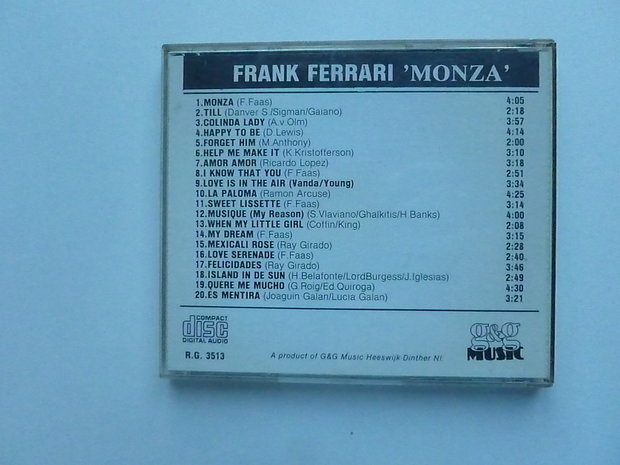 FRANK FERRARI 'MONZA'
1.MONZA (F.Faas) 4:05
2.TILL (Danver S./Sigman/Gaiano) 2:18
3.COLINDA LADY (A.v.Olm) 3:57
4.HAPPY TO BE (D.Lewis) 4:14
5.FORGET HIM (M.Anthony) 2:00
6.HELP ME MAKE IT (K.Kristofferson) 3:10
7.AMOR AMOR (Ricardo Lopez) 3:18
8.I KNOW THAT YOU (F.Faas) 2:51
9.LOVE IS IN THE AIR (Vanda/Young) 3:34
10.LA PALOMA (Ramon Arcuse) 4:25
11.SWEET LISSETTE (F.Faas) 3:14
12.MUSIQUE (My Reason) (S.Vlaviano/Ghalkitis/H.Banks) 4:00
13.WHEN MY LITTLE GIRL (Coffin/King) 2:08
14.MY DREAM (F.Faas) 3:15
15.MEXICALI ROSE (Ray Girado) 2:28
16.LOVE SERENADE (F.Faas) 2:40
17.FELICIDADES (Ray Girado) 3:46
18.ISLAND IN DE SUN (H.Belafonte/LordBurgess/J.Iglesias) 2:49
19.QUERE ME MUCHO (G.Roig/Ed.Quiroga) 4:30
20.ES MENTIRA (Joaquin Galan/Lucia Galan) 3:21
COMPACT
disc
DIGITAL AUDIO
g&g
MUSIC
R.G. 3513
A product of G&G Music Heeswijk-Dinther Nl.